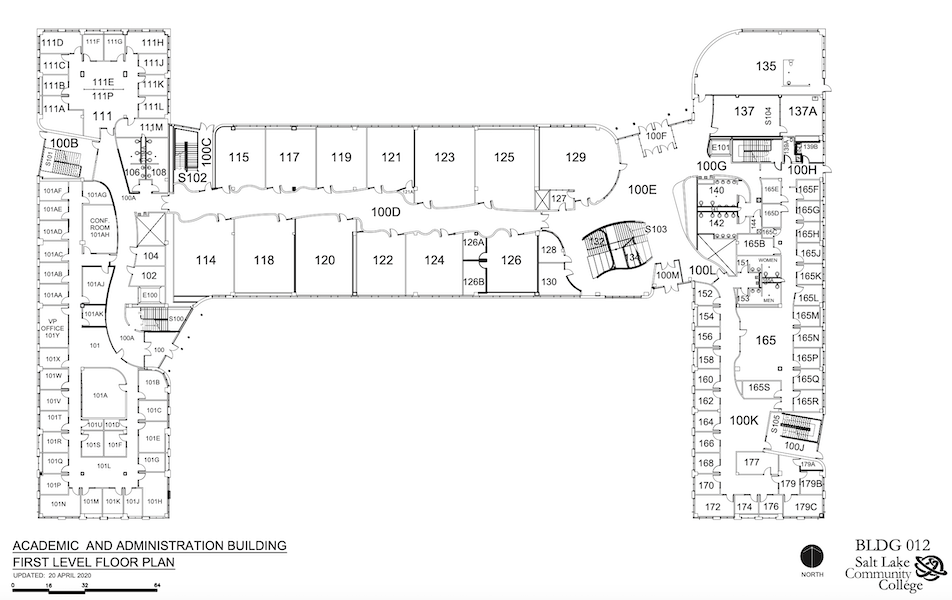 111D
111F
111G
111H
111C
111J
111E
111B
111P
111K
111A
111
111L
111M
100B
S101
106
108
100A
S102
100C
115
117
119
121
121A
123
125
129
127
100D
100E
100F
135
137
S104
137A
E101
139A
139B
100G
100H
101AF
101AG
101AE
101AD
CONF.
ROOM
101AH
101AC
101AB
101AA
101AJ
101AK
104
102
E100
S100
100
100A
VP
OFFICE
101Y
101
101X
101W
101V
101T
101R
101Q
101P
101N
101A
101B
101C
101U
101D
101S
101F
101E
101G
101L
101M
101K
101J
101H
114
118
120
122
124
126A
126B
126
128
130
132
134
S103
100M
100L
140
142
144
165E
165D
165C
165B
165F
165G
165H
165J
165K
165L
165M
165N
165P
165Q
165R
151
WOMEN
153
MEN
152
154
156
158
160
162
164
166
168
170
172
165
165S
100K
S105
100J
177
179A
179
179B
174
176
179C
ACADEMIC AND ADMINISTRATION BUILDING
FIRST LEVEL FLOOR PLAN
UPDATED: 20 APRIL 2020
0 16 32 64
NORTH
BLDG 012
Salt Lake
Community
College